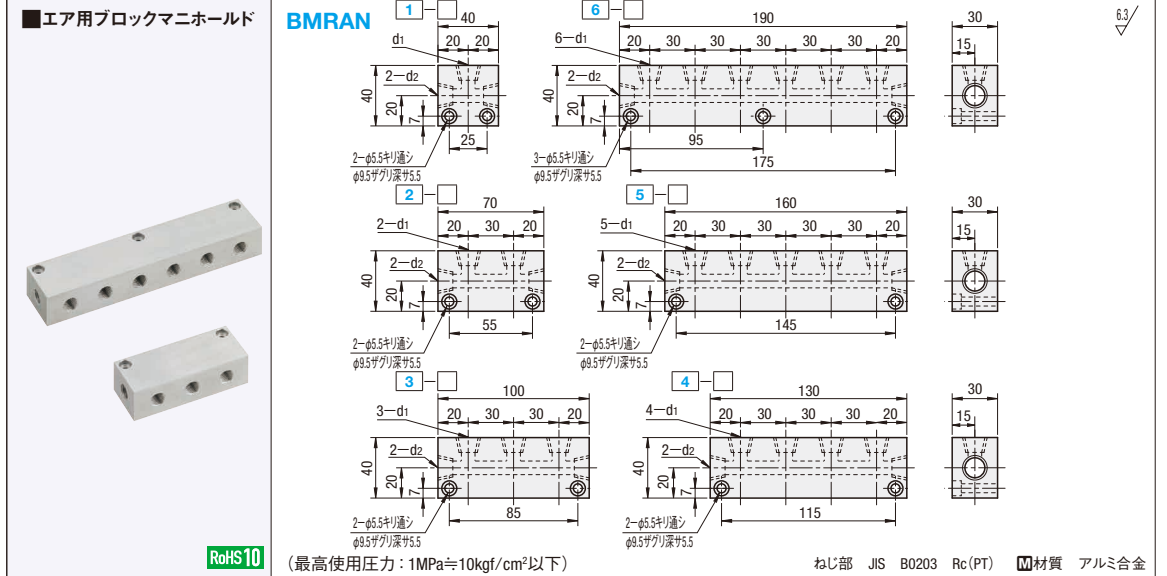 ■エア用ブロックマニホールド
BMRAN
6.3
1－□
40
20 20
d1
2－d2
40
20
7
25
2－φ5.5キリ通シ
φ9.5ザグリ深サ5.5
6－□
190
20 30 30 30 30 30 20
6－d1
2－d2
40
20
7
95
175
3－φ5.5キリ通シ
φ9.5ザグリ深サ5.5
30
15
2－□
70
20 30 20
2－d1
2－d2
40
20
7
55
2－φ5.5キリ通シ
φ9.5ザグリ深サ5.5
5－□
160
20 30 30 30 30 20
5－d1
2－d2
40
20
7
145
2－φ5.5キリ通シ
φ9.5ザグリ深サ5.5
30
15
3－□
100
20 30 30 20
3－d1
2－d2
40
20
7
85
2－φ5.5キリ通シ
φ9.5ザグリ深サ5.5
4－□
130
20 30 30 30 20
4－d1
2－d2
40
20
7
115
2－φ5.5キリ通シ
φ9.5ザグリ深サ5.5
30
15
RoHS10
（最高使用圧力：1MPa≒10kgf/cm²以下）
ねじ部 JIS B0203 Rc（PT） M材質 アルミ合金